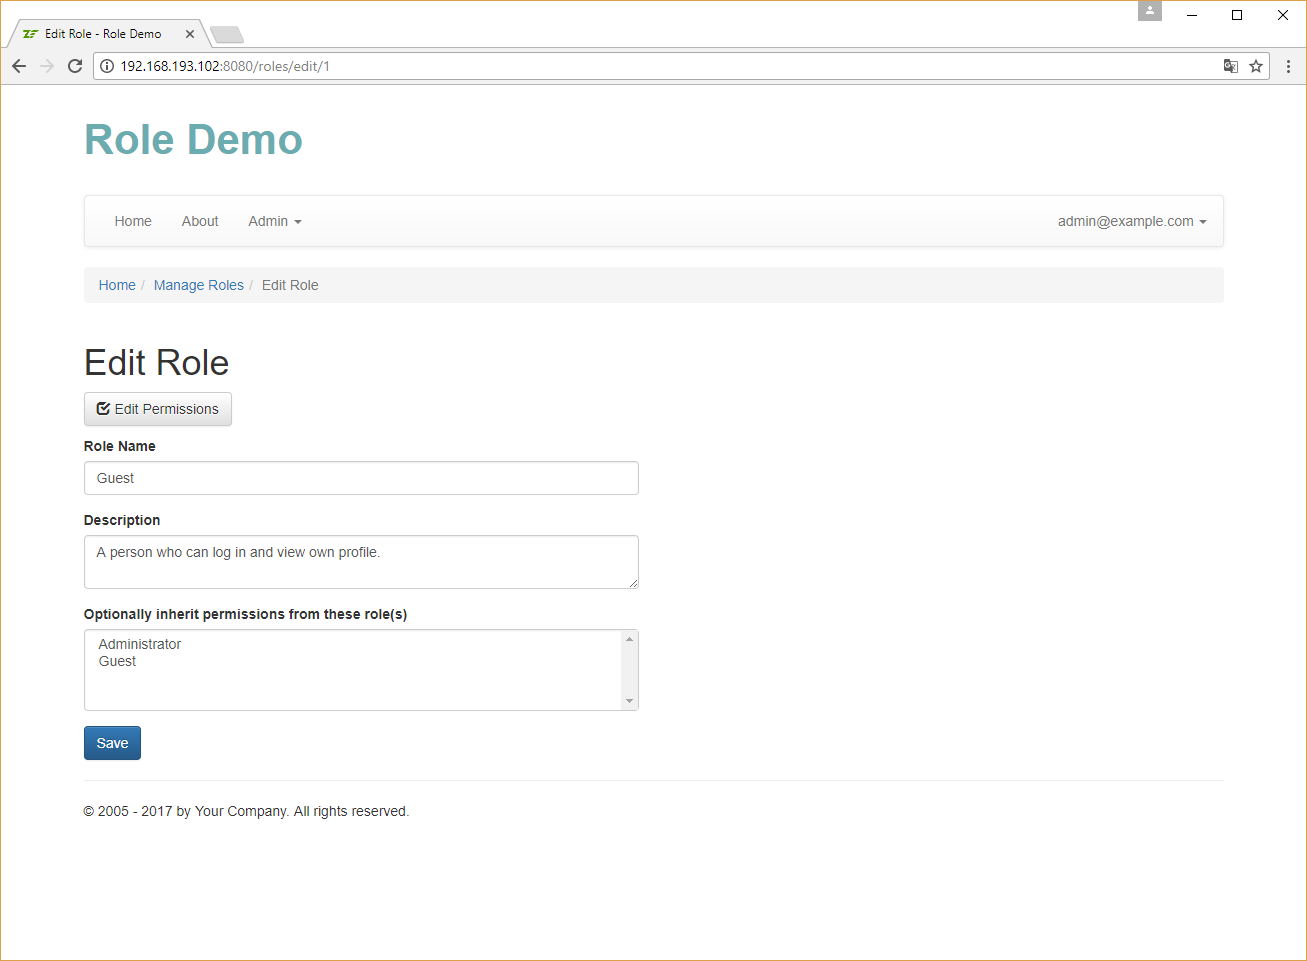 Edit Role - Role Demo
192.168.193.102:8080/roles/edit/1
Role Demo
Home About Admin admin@example.com
Home / Manage Roles / Edit Role
Edit Role
Edit Permissions
Role Name
Guest
Description
A person who can log in and view own profile.
Optionally inherit permissions from these role(s)
Administrator
Guest
Save
© 2005 - 2017 by Your Company. All rights reserved.